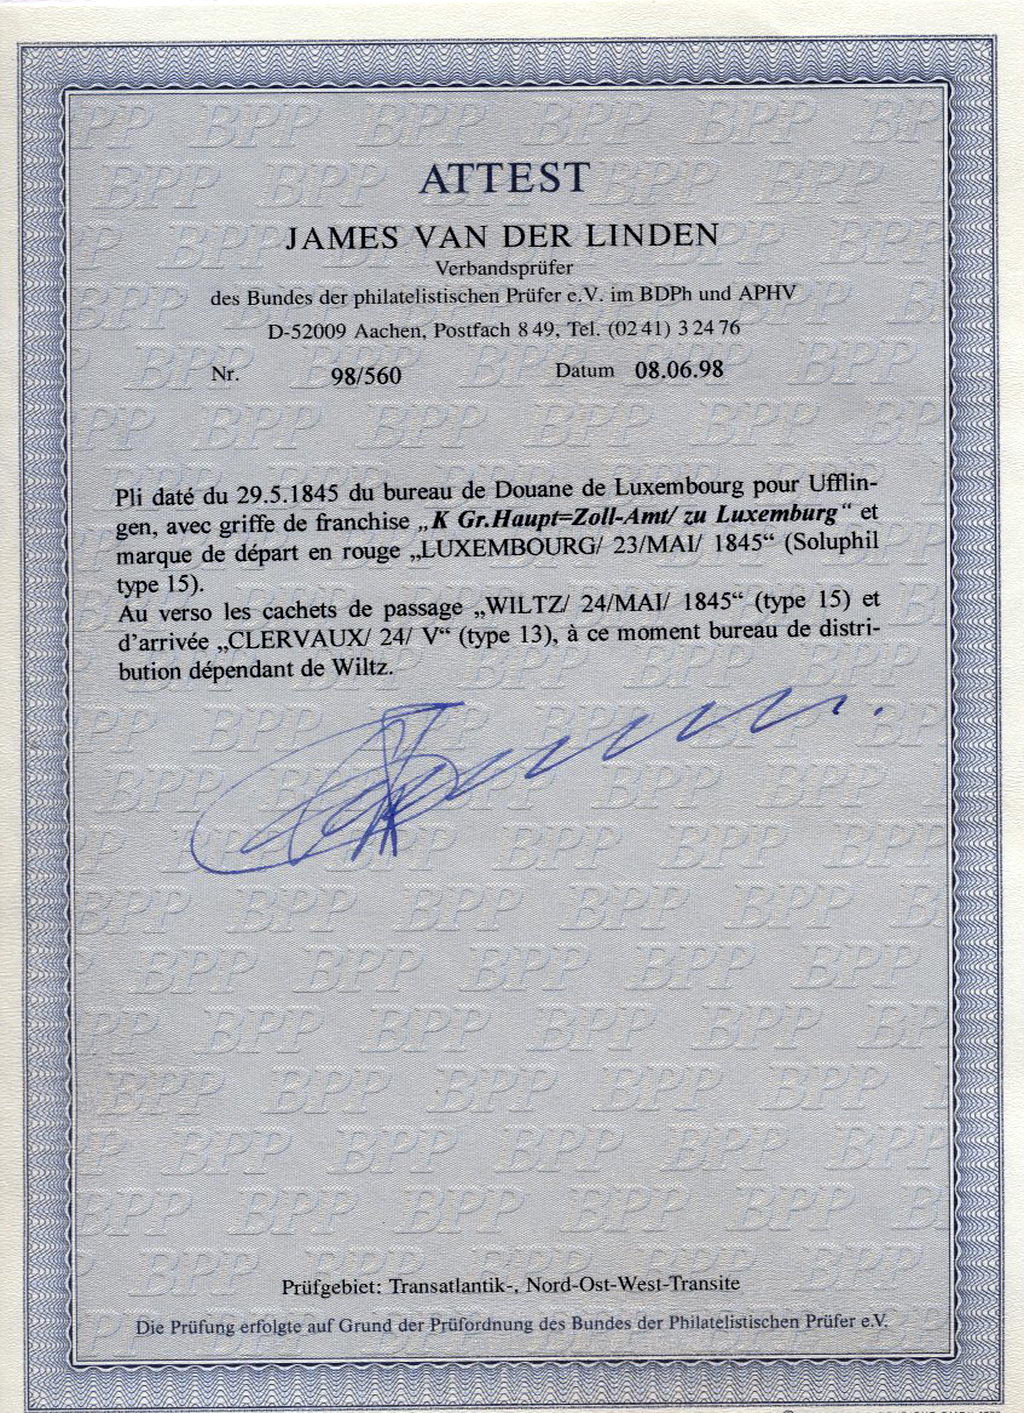 ATTEST
JAMES VAN DER LINDEN
Verbandsprüfer
des Bundes der philatelistischen Prüfer e.V. im BDPh und APHV
D-52009 Aachen, Postfach 8 49, Tel. (02 41) 3 24 76
Nr. 98/560 Datum 08.06.98
Pli daté du 29.5.1845 du bureau de Douane de Luxembourg pour Ufflin-
gen, avec griffe de franchise „K Gr.Haupt=Zoll-Amt/ zu Luxemburg“ et
marque de départ en rouge „LUXEMBOURG/ 23/MAI/ 1845“ (Soluphil
type 15).
Au verso les cachets de passage „WILTZ/ 24/MAI/ 1845“ (type 15) et
d'arrivée „CLERVAUX/ 24/ V“ (type 13), à ce moment bureau de distri-
bution dépendant de Wiltz.
Prüfgebiet: Transatlantik-, Nord-Ost-West-Transite
Die Prüfung erfolgte auf Grund der Prüfordnung des Bundes der Philatelistischen Prüfer e.V.